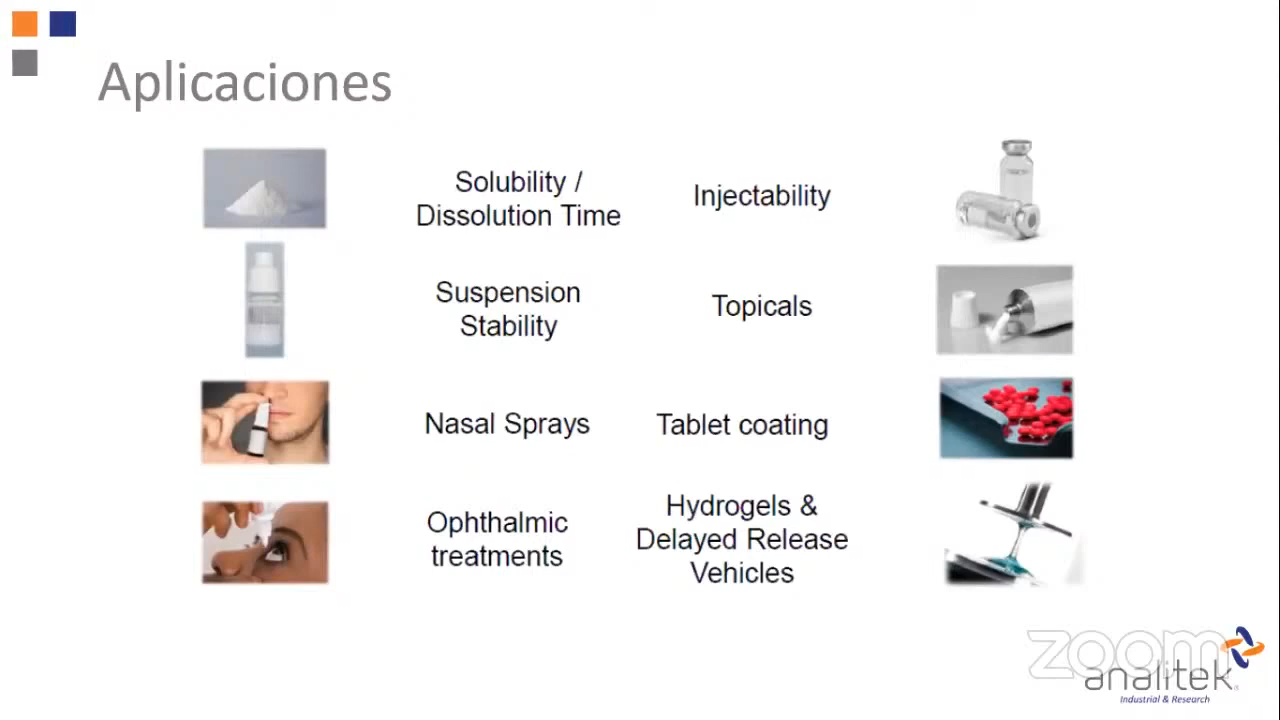 Aplicaciones
Solubility /
Dissolution Time
Injectability
Suspension
Stability
Topicals
Nasal Sprays
Tablet coating
Ophthalmic
treatments
Hydrogels &
Delayed Release
Vehicles
zoom
analitek
Industrial & Research